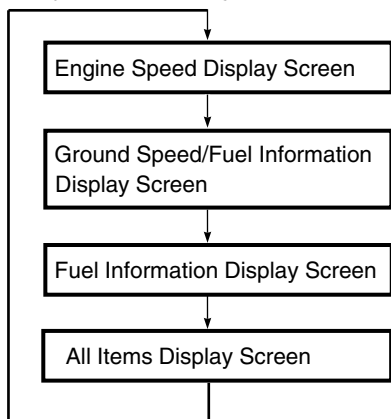 Engine Speed Display Screen
Ground Speed/Fuel Information
Display Screen
Fuel Information Display Screen
All Items Display Screen